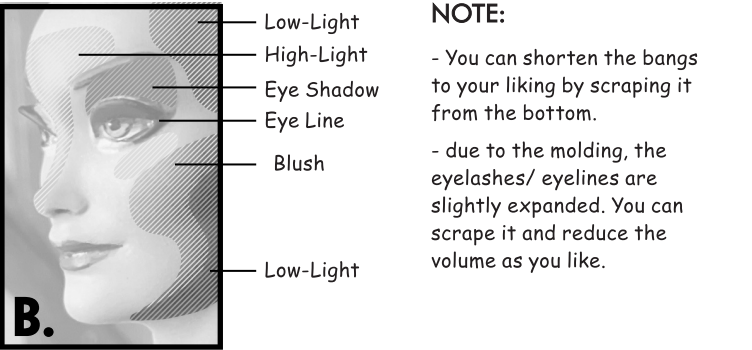 Low-Light
High-Light
Eye Shadow
Eye Line
Blush
Low-Light
B.
NOTE:
- You can shorten the bangs
to your liking by scraping it
from the bottom.
- due to the molding, the
eyelashes/ eyelines are
slightly expanded. You can
scrape it and reduce the
volume as you like.